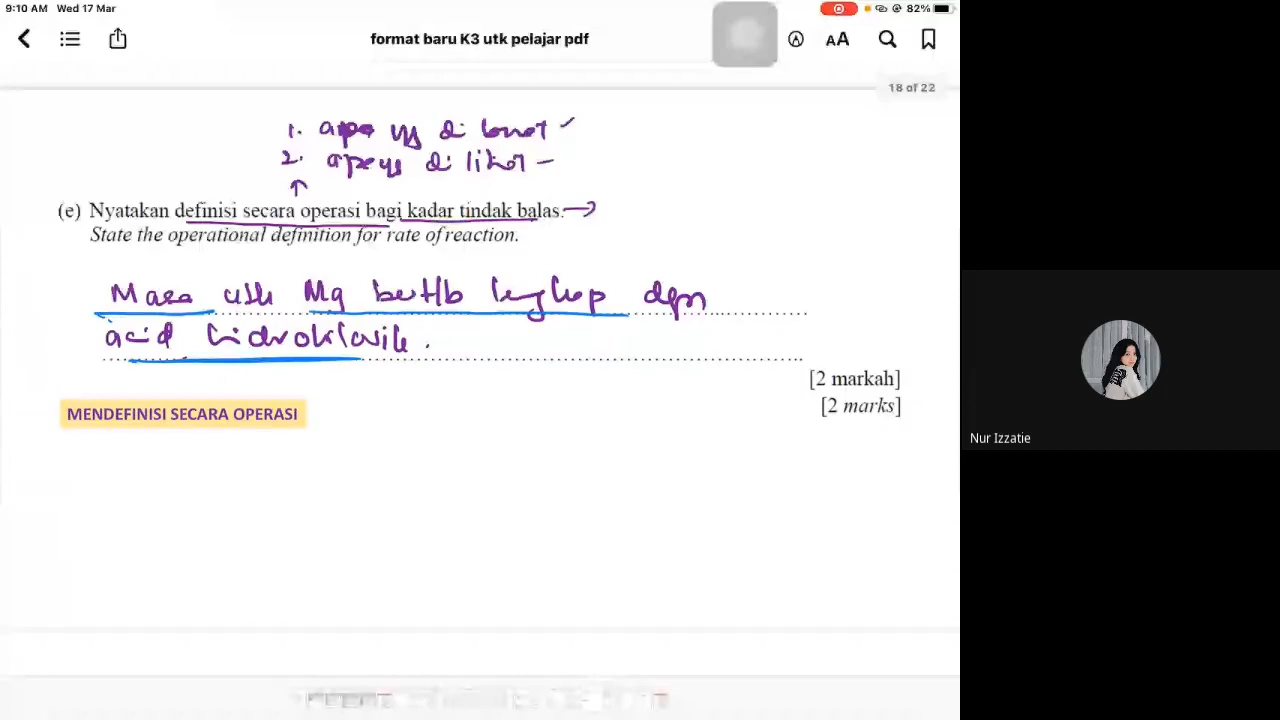 9:10 AM Wed 17 Mar
82%
format baru K3 utk pelajar pdf
AA
18 of 22
1. apa yg di buat ✓
2. apa yg di lihat –
(e) Nyatakan definisi secara operasi bagi kadar tindak balas. →
State the operational definition for rate of reaction.
Masa utk Mg bertb lengkap dgn
acid hidroklorik.
[2 markah]
[2 marks]
MENDEFINISI SECARA OPERASI
Nur Izzatie